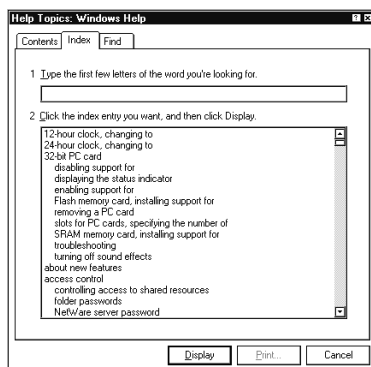 Help Topics: Windows Help
Contents Index Find
1 Type the first few letters of the word you're looking for.
2 Click the index entry you want, and then click Display.
12-hour clock, changing to
24-hour clock, changing to
32-bit PC card
disabling support for
displaying the status indicator
enabling support for
Flash memory card, installing support for
removing a PC card
slots for PC cards, specifying the number of
SRAM memory card, installing support for
troubleshooting
turning off sound effects
about new features
access control
controlling access to shared resources
folder passwords
NetWare server password
Display Print... Cancel